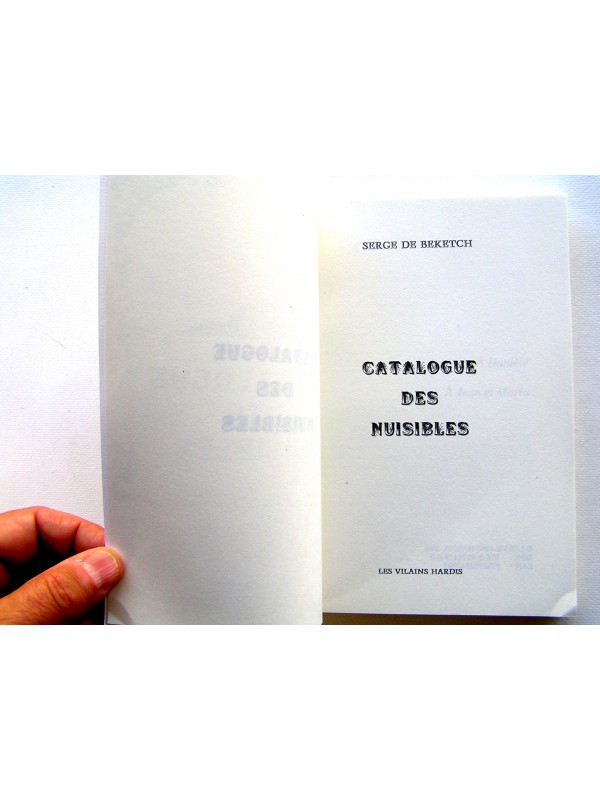 SERGE DE BEKETCH
CATALOGUE
DES
NUISIBLES
LES VILAINS HARDIS